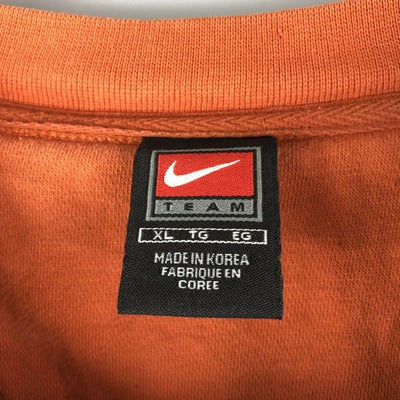 TEAM
XL TG EG
MADE IN KOREA
FABRIQUE EN
COREE